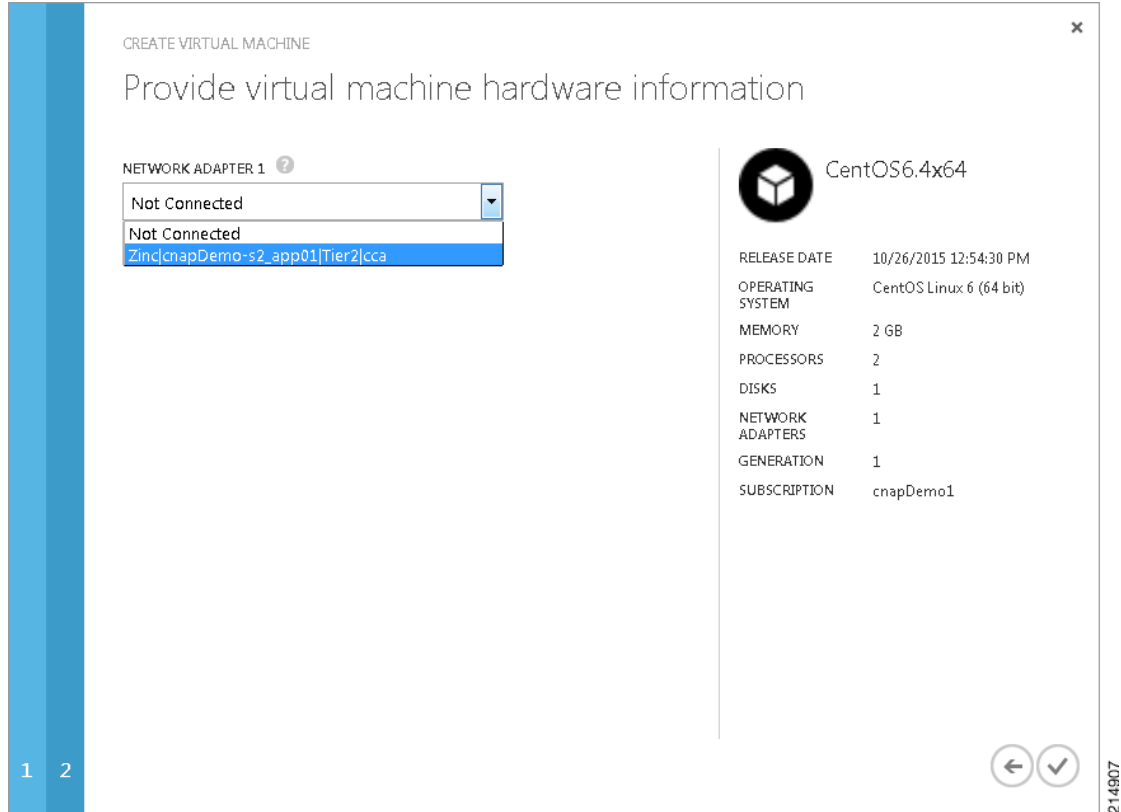 CREATE VIRTUAL MACHINE
Provide virtual machine hardware information
NETWORK ADAPTER 1 ?
Not Connected
Not Connected
Zinc|cnapDemo-s2_app01|Tier2|cca
CentOS6.4x64
RELEASE DATE 10/26/2015 12:54:30 PM
OPERATING SYSTEM CentOS Linux 6 (64 bit)
MEMORY 2 GB
PROCESSORS 2
DISKS 1
NETWORK ADAPTERS 1
GENERATION 1
SUBSCRIPTION cnapDemo1
1 2
214907